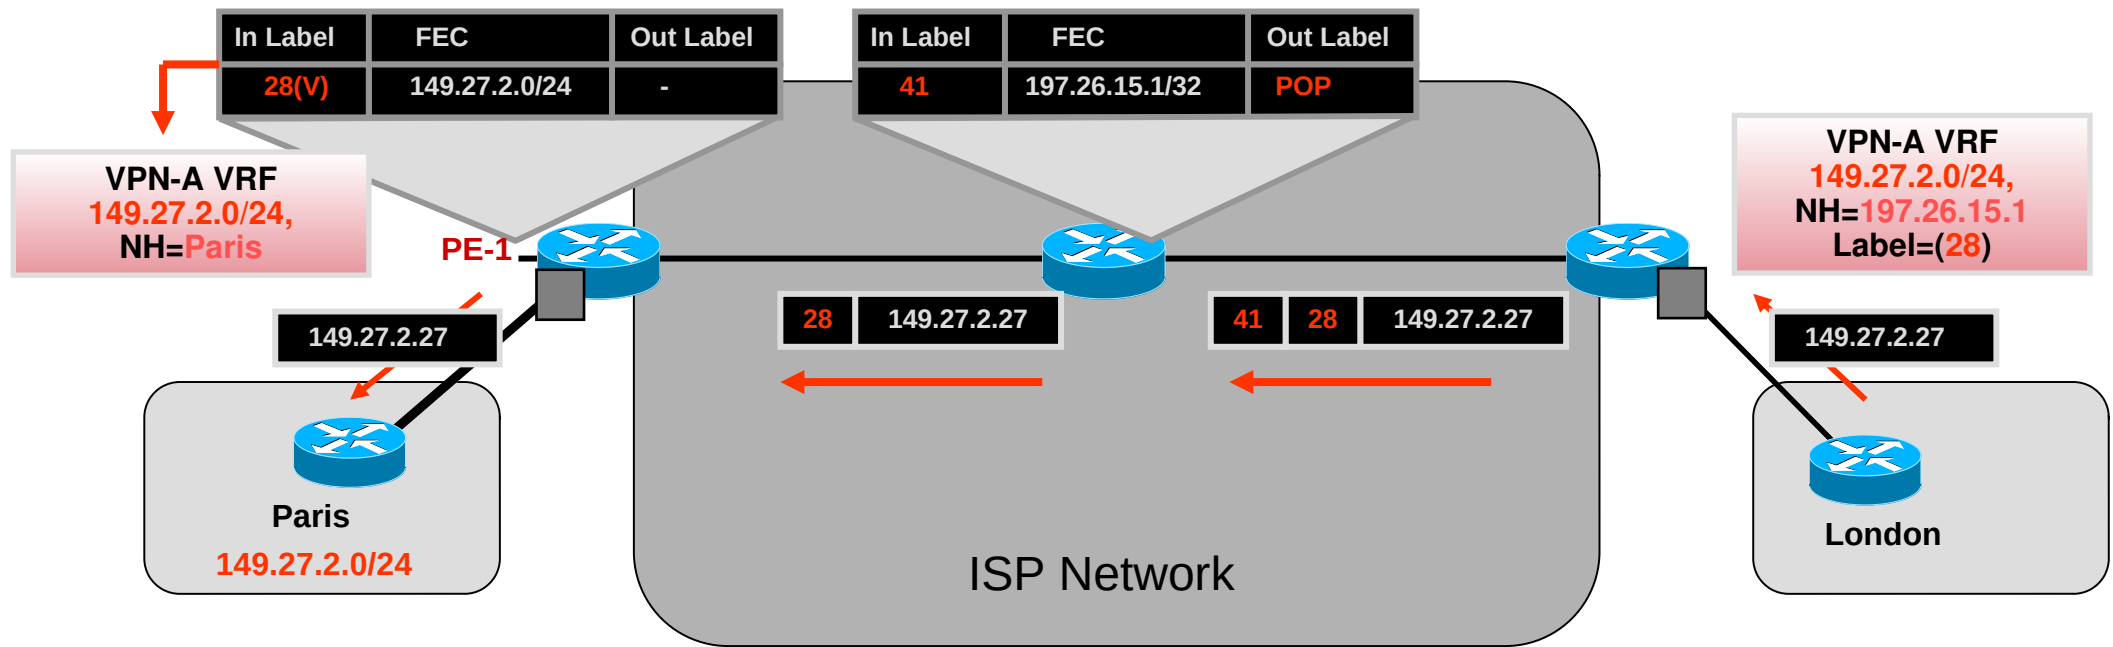 In Label FEC Out Label
28(V) 149.27.2.0/24 -
In Label FEC Out Label
41 197.26.15.1/32 POP
VPN-A VRF
149.27.2.0/24,
NH=Paris
VPN-A VRF
149.27.2.0/24,
NH=197.26.15.1
Label=(28)
PE-1
149.27.2.27
28 149.27.2.27
41 28 149.27.2.27
149.27.2.27
Paris
149.27.2.0/24
ISP Network
London